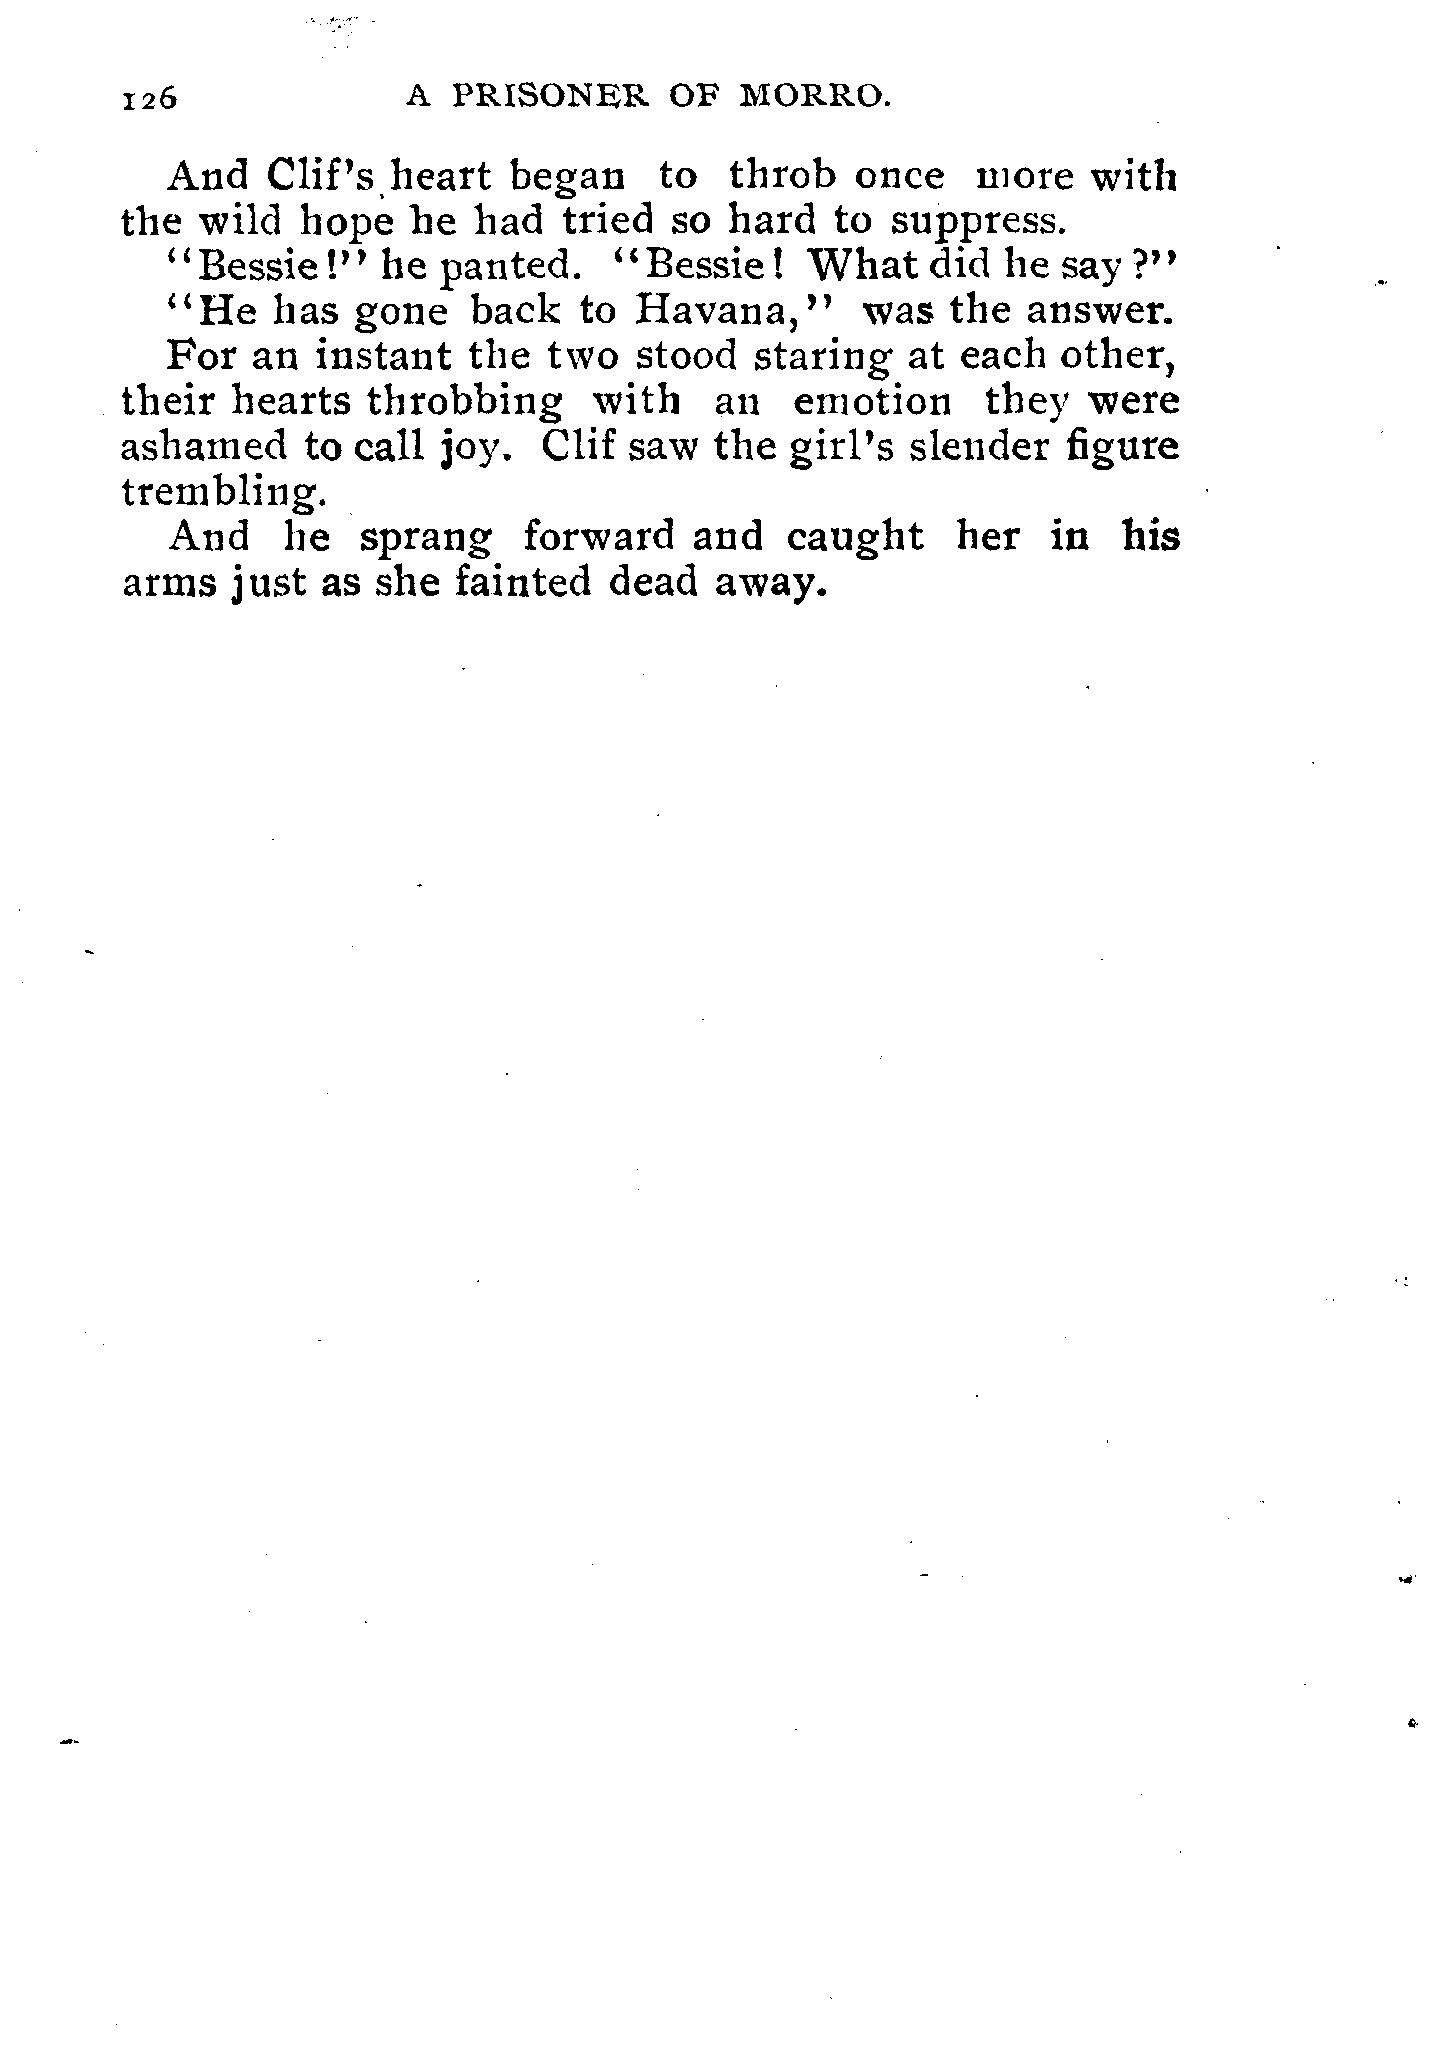 126 A PRISONER OF MORRO.
And Clif's heart began to throb once more with
the wild hope he had tried so hard to suppress.
"Bessie!" he panted. "Bessie! What did he say?"
"He has gone back to Havana," was the answer.
For an instant the two stood staring at each other,
their hearts throbbing with an emotion they were
ashamed to call joy. Clif saw the girl's slender figure
trembling.
And he sprang forward and caught her in his
arms just as she fainted dead away.